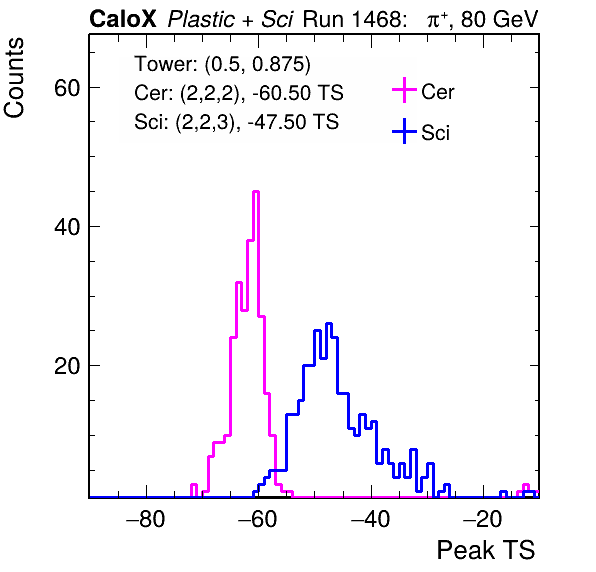 CaloX Plastic + Sci Run 1468: π⁺, 80 GeV
Counts
Tower: (0.5, 0.875)
Cer: (2,2,2), -60.50 TS
Sci: (2,2,3), -47.50 TS
Cer
Sci
60
40
20
−80 −60 −40 −20
Peak TS